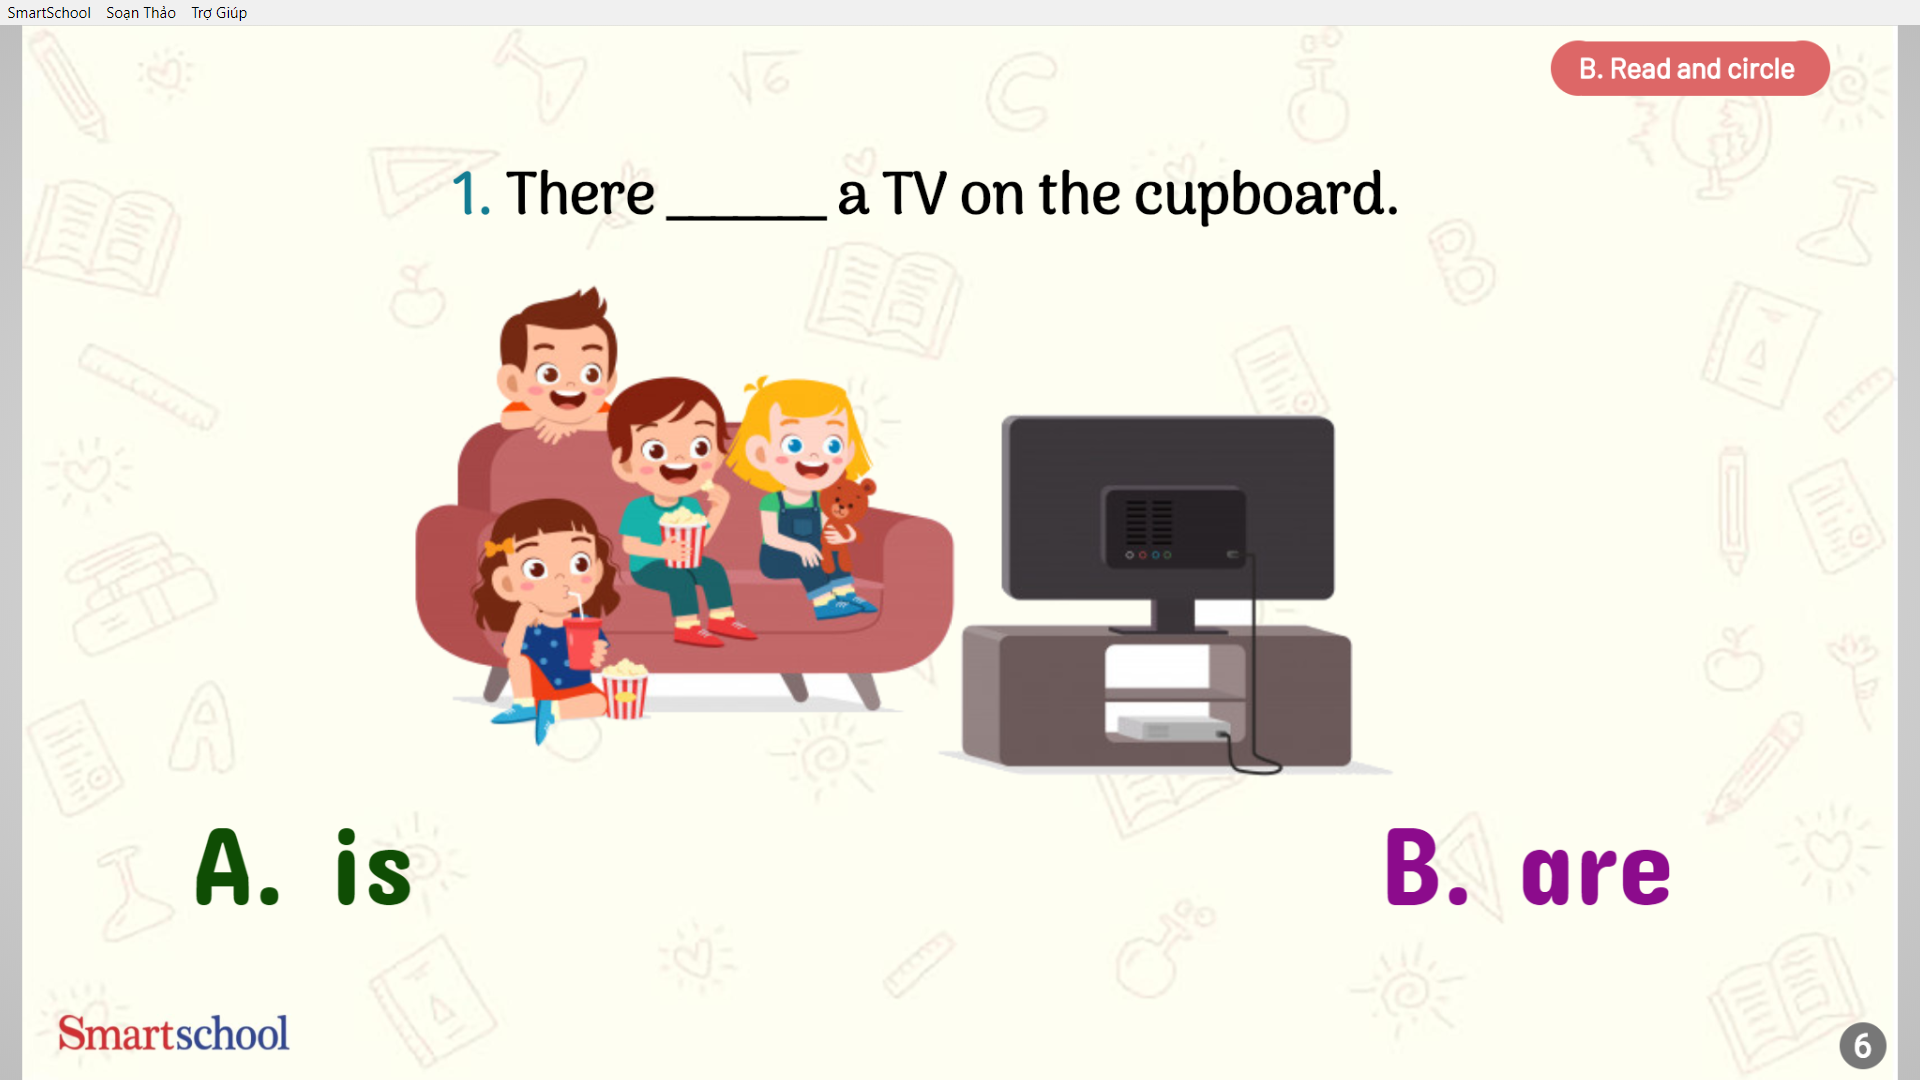 SmartSchool Soạn Thảo Trợ Giúp
B. Read and circle
1. There ______ a TV on the cupboard.
A. is
B. are
Smartschool
6